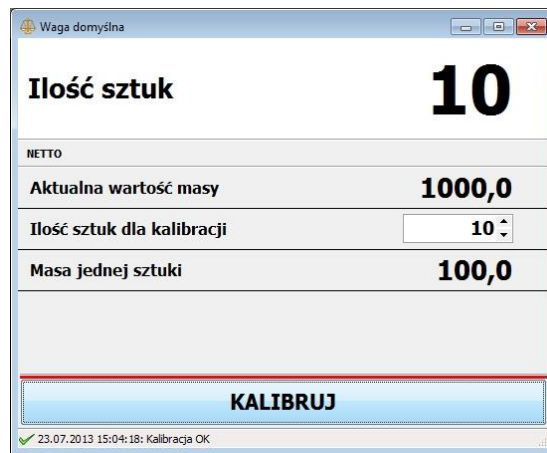 Waga domyślna
Ilość sztuk 10
NETTO
Aktualna wartość masy 1000,0
Ilość sztuk dla kalibracji 10
Masa jednej sztuki 100,0
KALIBRUJ
23.07.2013 15:04:18: Kalibracja OK